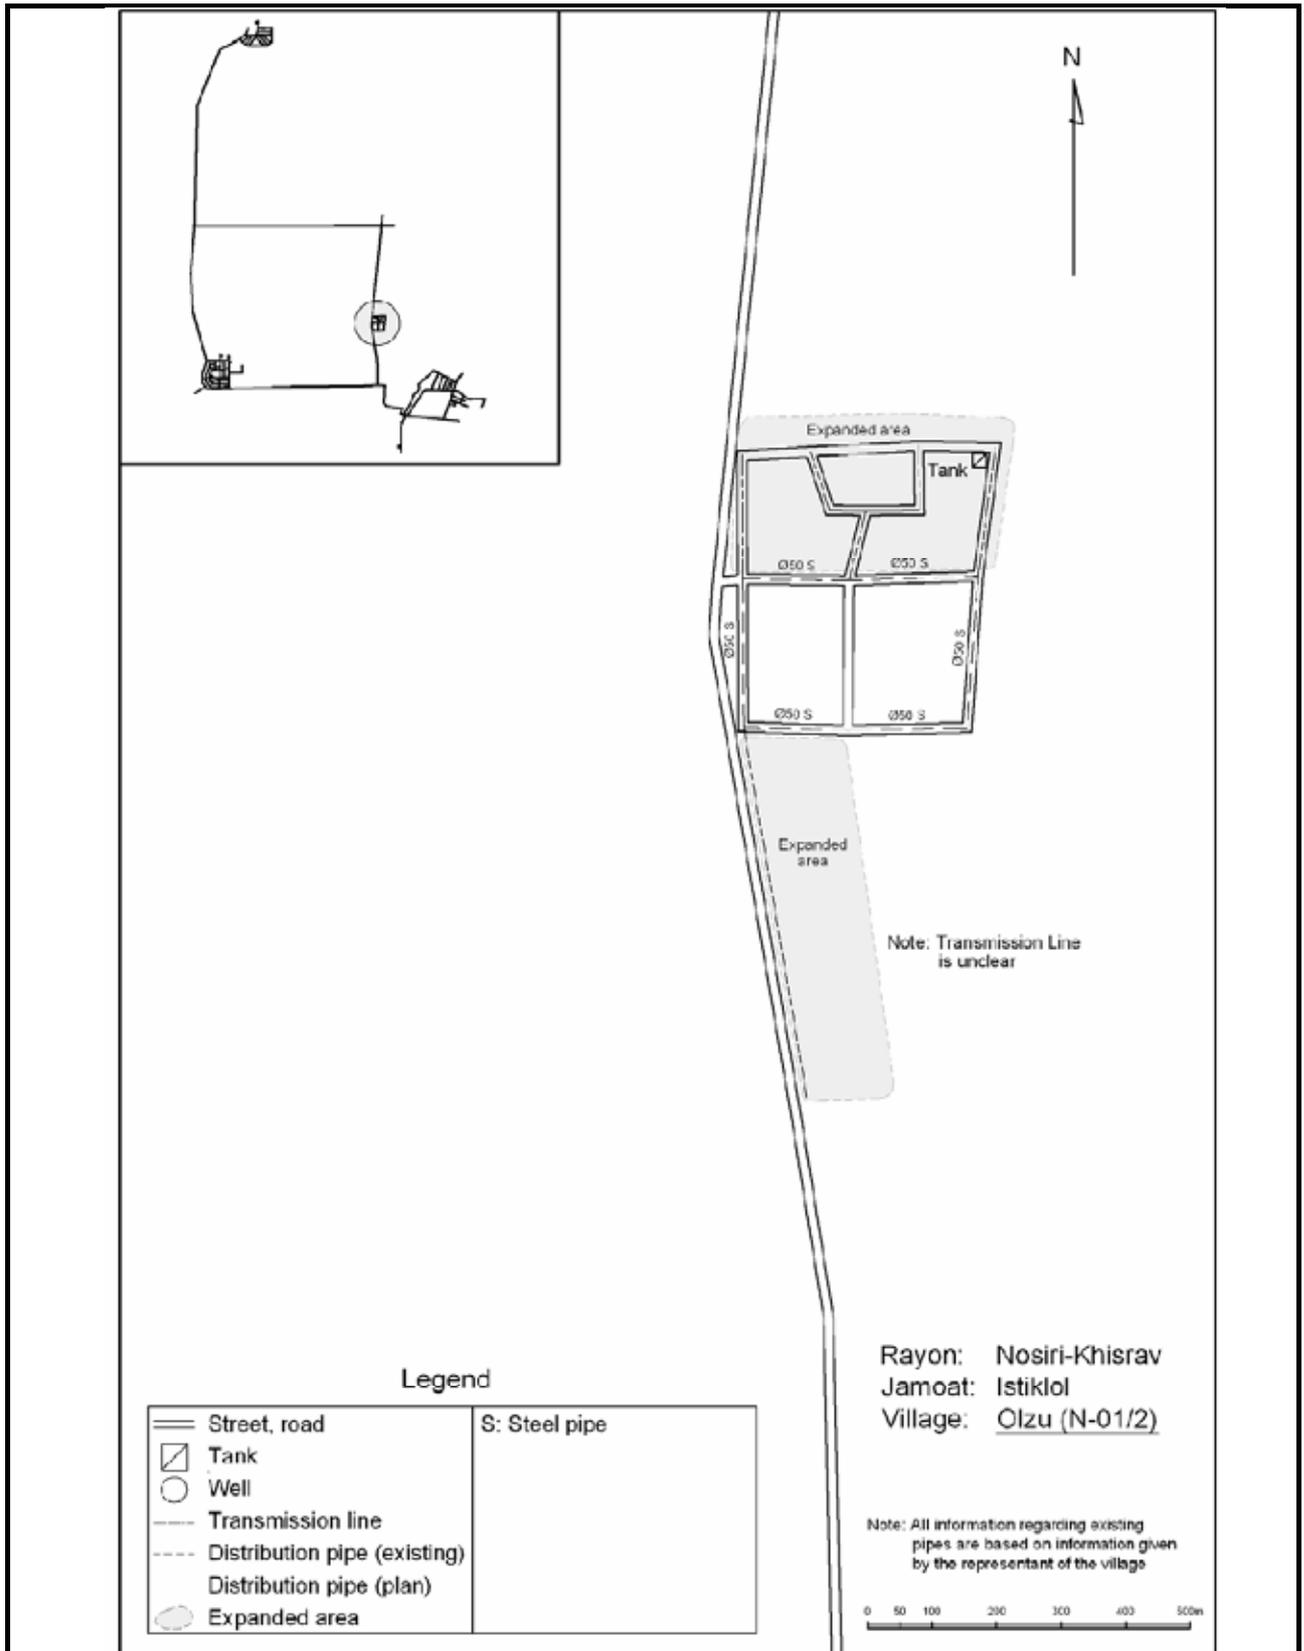 N
Expanded area
Tank
Ø50 S
Ø50 S
Ø50 S
Ø50 S
Ø50 S
Ø50 S
Expanded
area
Note: Transmission Line
is unclear
Rayon: Nosiri-Khisrav
Jamoat: Istiklol
Village: Olzu (N-01/2)
Legend
Street, road
S: Steel pipe
Tank
Well
Transmission line
Distribution pipe (existing)
Distribution pipe (plan)
Expanded area
Note: All information regarding existing
pipes are based on information given
by the representant of the village
0 50 100 200 300 400 500m